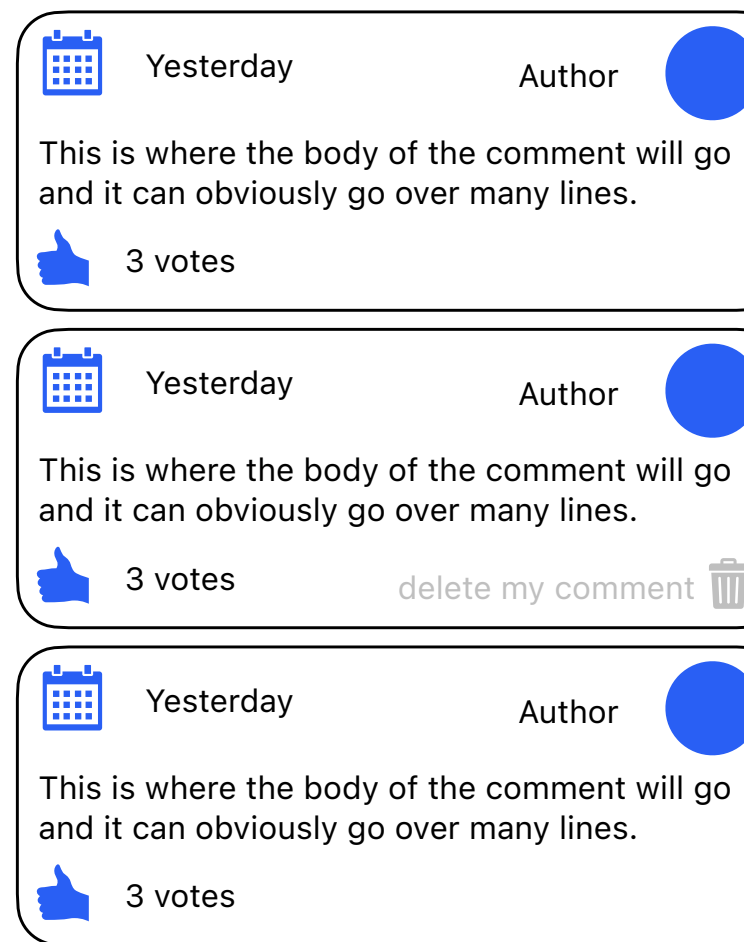 Yesterday
Author
This is where the body of the comment will go
and it can obviously go over many lines.
3 votes
Yesterday
Author
This is where the body of the comment will go
and it can obviously go over many lines.
3 votes
delete my comment
Yesterday
Author
This is where the body of the comment will go
and it can obviously go over many lines.
3 votes